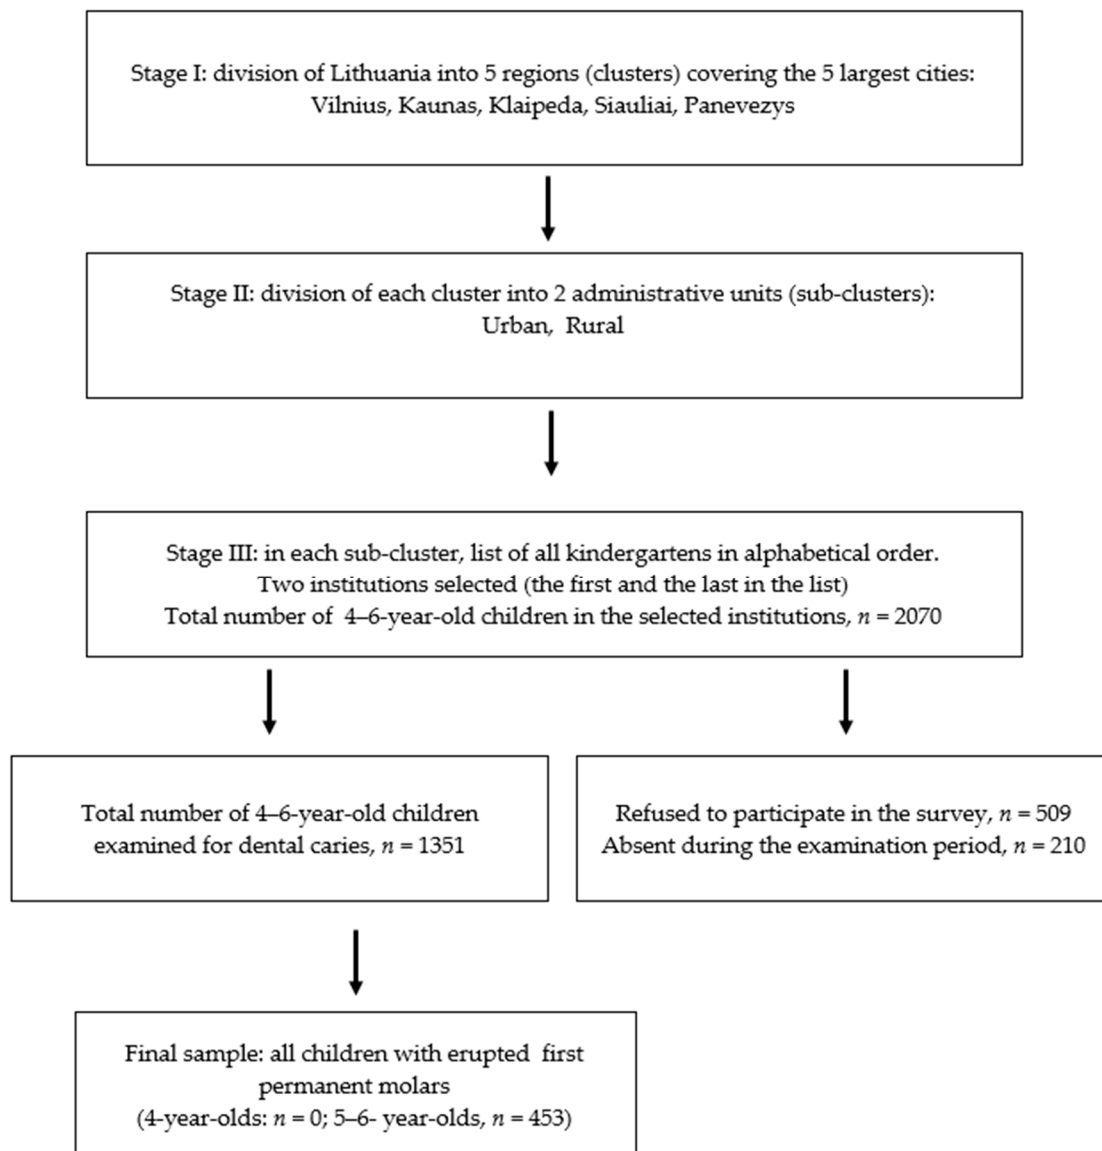 Stage I: division of Lithuania into 5 regions (clusters) covering the 5 largest cities:
Vilnius, Kaunas, Klaipeda, Siauliai, Panevezys
Stage II: division of each cluster into 2 administrative units (sub-clusters):
Urban, Rural
Stage III: in each sub-cluster, list of all kindergartens in alphabetical order.
Two institutions selected (the first and the last in the list)
Total number of 4–6-year-old children in the selected institutions, n = 2070
Total number of 4–6-year-old children
examined for dental caries, n = 1351
Refused to participate in the survey, n = 509
Absent during the examination period, n = 210
Final sample: all children with erupted first
permanent molars
(4-year-olds: n = 0; 5–6- year-olds, n = 453)